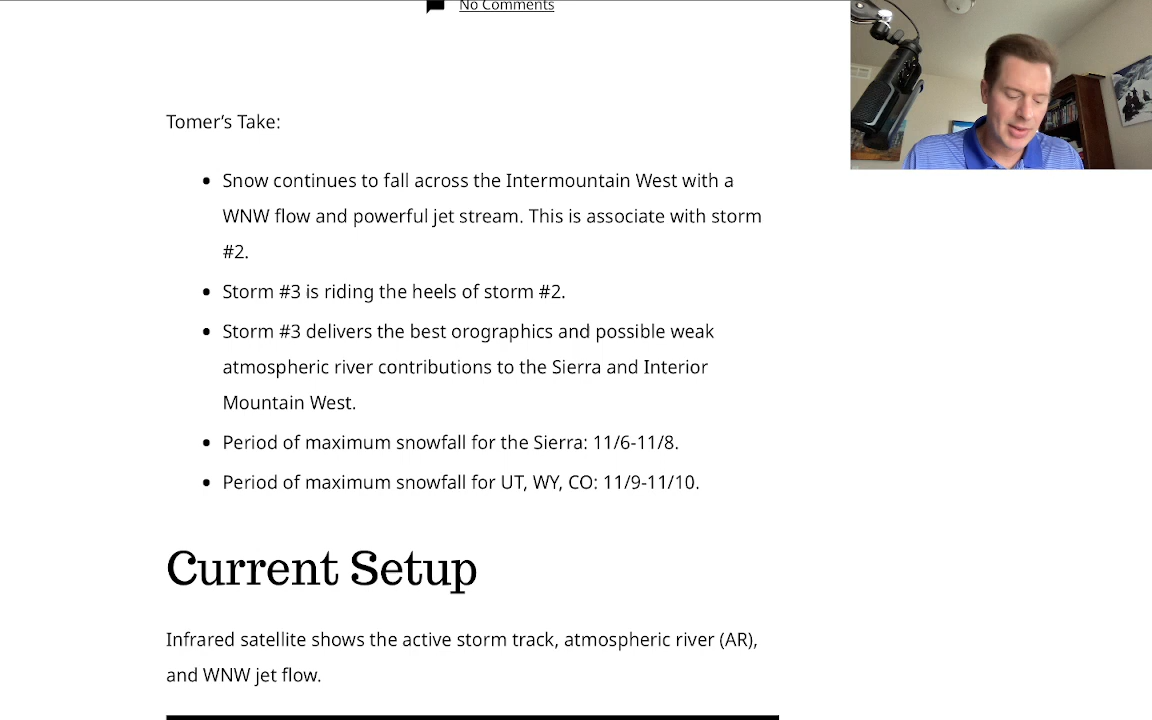 No Comments
Tomer's Take:
• Snow continues to fall across the Intermountain West with a
WNW flow and powerful jet stream. This is associate with storm
#2.
• Storm #3 is riding the heels of storm #2.
• Storm #3 delivers the best orographics and possible weak
atmospheric river contributions to the Sierra and Interior
Mountain West.
• Period of maximum snowfall for the Sierra: 11/6-11/8.
• Period of maximum snowfall for UT, WY, CO: 11/9-11/10.
Current Setup
Infrared satellite shows the active storm track, atmospheric river (AR),
and WNW jet flow.